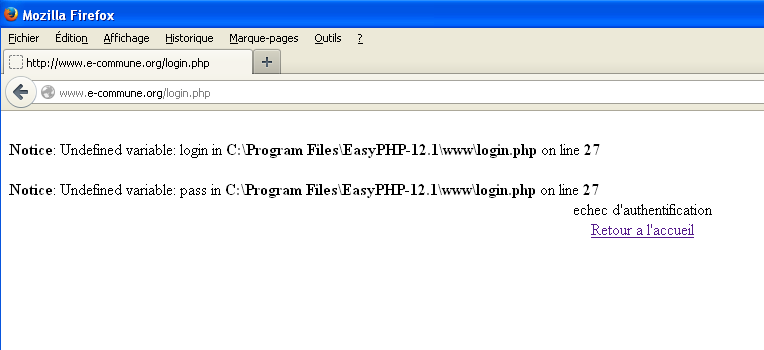 Mozilla Firefox
Fichier Édition Affichage Historique Marque-pages Outils ?
http://www.e-commune.org/login.php
www.e-commune.org/login.php
Notice: Undefined variable: login in C:\Program Files\EasyPHP-12.1\www\login.php on line 27
Notice: Undefined variable: pass in C:\Program Files\EasyPHP-12.1\www\login.php on line 27
echec d'authentification
Retour a l'accueil